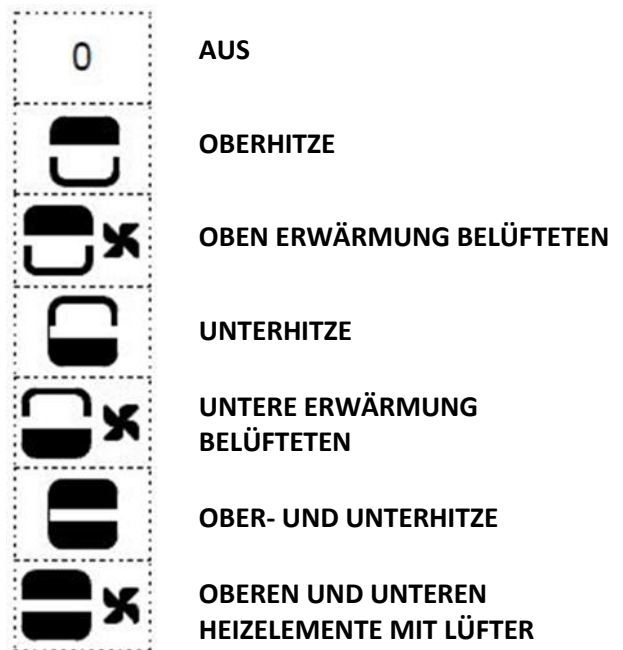 0 AUS
OBERHITZE
OBEN ERWÄRMUNG BELÜFTETEN
UNTERHITZE
UNTERE ERWÄRMUNG
BELÜFTETEN
OBER- UND UNTERHITZE
OBEREN UND UNTEREN
HEIZELEMENTE MIT LÜFTER